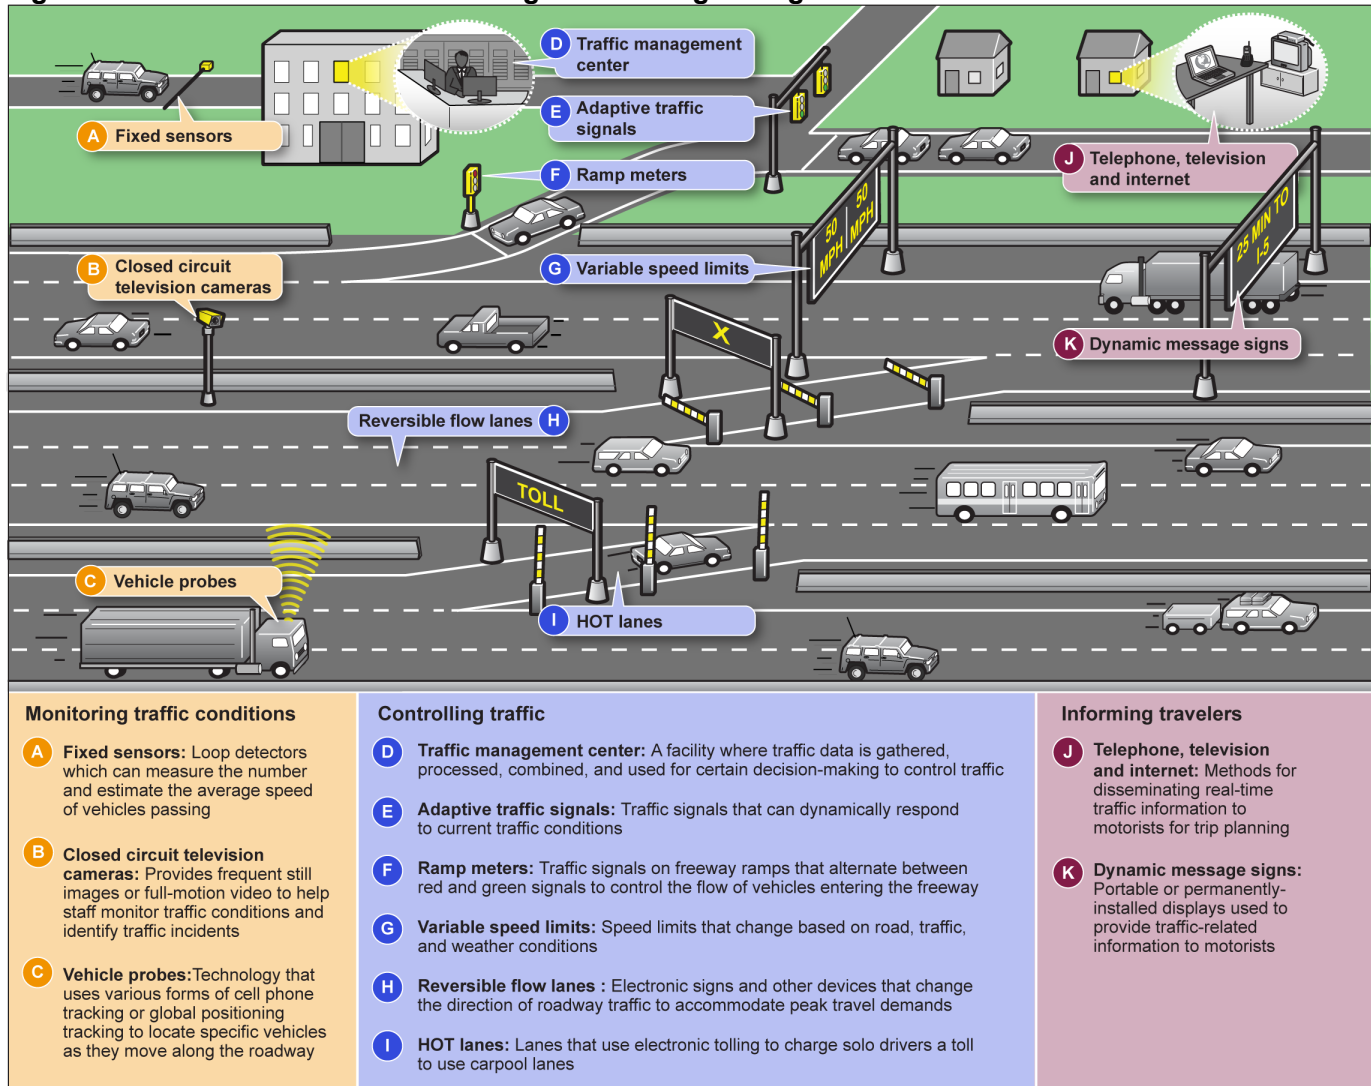 D Traffic management
center
E Adaptive traffic
signals
A Fixed sensors
F Ramp meters
J Telephone, television
and internet
50
MPH
50
MPH
25 MIN TO
I-5
B Closed circuit
television cameras
G Variable speed limits
X
K Dynamic message signs
Reversible flow lanes H
TOLL
C Vehicle probes
I HOT lanes
Monitoring traffic conditions
A Fixed sensors: Loop detectors
which can measure the number
and estimate the average speed
of vehicles passing
B Closed circuit television
cameras: Provides frequent still
images or full-motion video to help
staff monitor traffic conditions and
identify traffic incidents
C Vehicle probes:Technology that
uses various forms of cell phone
tracking or global positioning
tracking to locate specific vehicles
as they move along the roadway
Controlling traffic
D Traffic management center: A facility where traffic data is gathered,
processed, combined, and used for certain decision-making to control traffic
E Adaptive traffic signals: Traffic signals that can dynamically respond
to current traffic conditions
F Ramp meters: Traffic signals on freeway ramps that alternate between
red and green signals to control the flow of vehicles entering the freeway
G Variable speed limits: Speed limits that change based on road, traffic,
and weather conditions
H Reversible flow lanes : Electronic signs and other devices that change
the direction of roadway traffic to accommodate peak travel demands
I HOT lanes: Lanes that use electronic tolling to charge solo drivers a toll
to use carpool lanes
Informing travelers
J Telephone, television
and internet: Methods for
disseminating real-time
traffic information to
motorists for trip planning
K Dynamic message signs:
Portable or permanently-
installed displays used to
provide traffic-related
information to motorists